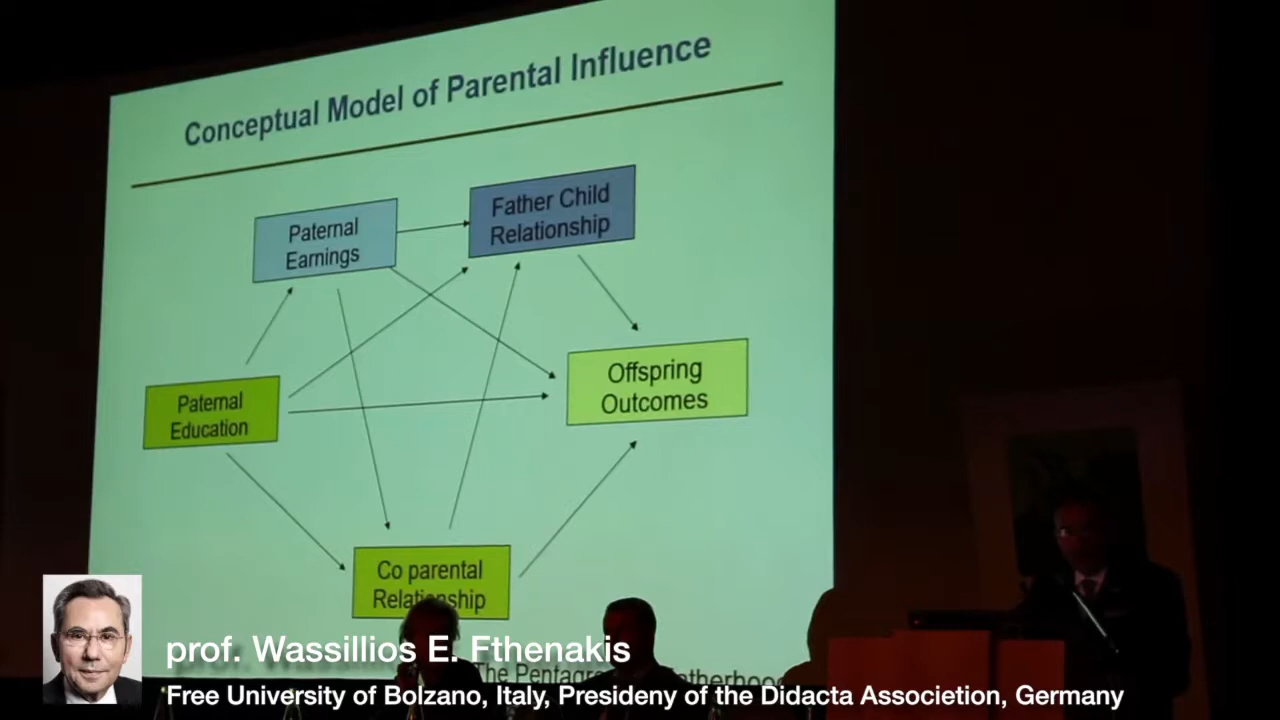 Conceptual Model of Parental Influence
Paternal
Earnings
Father Child
Relationship
Paternal
Education
Offspring
Outcomes
Co parental
Relationship
The
prof. Wassillios E. Fthenakis
Free University of Bolzano, Italy, Presideny of the Didacta Associetion, Germany